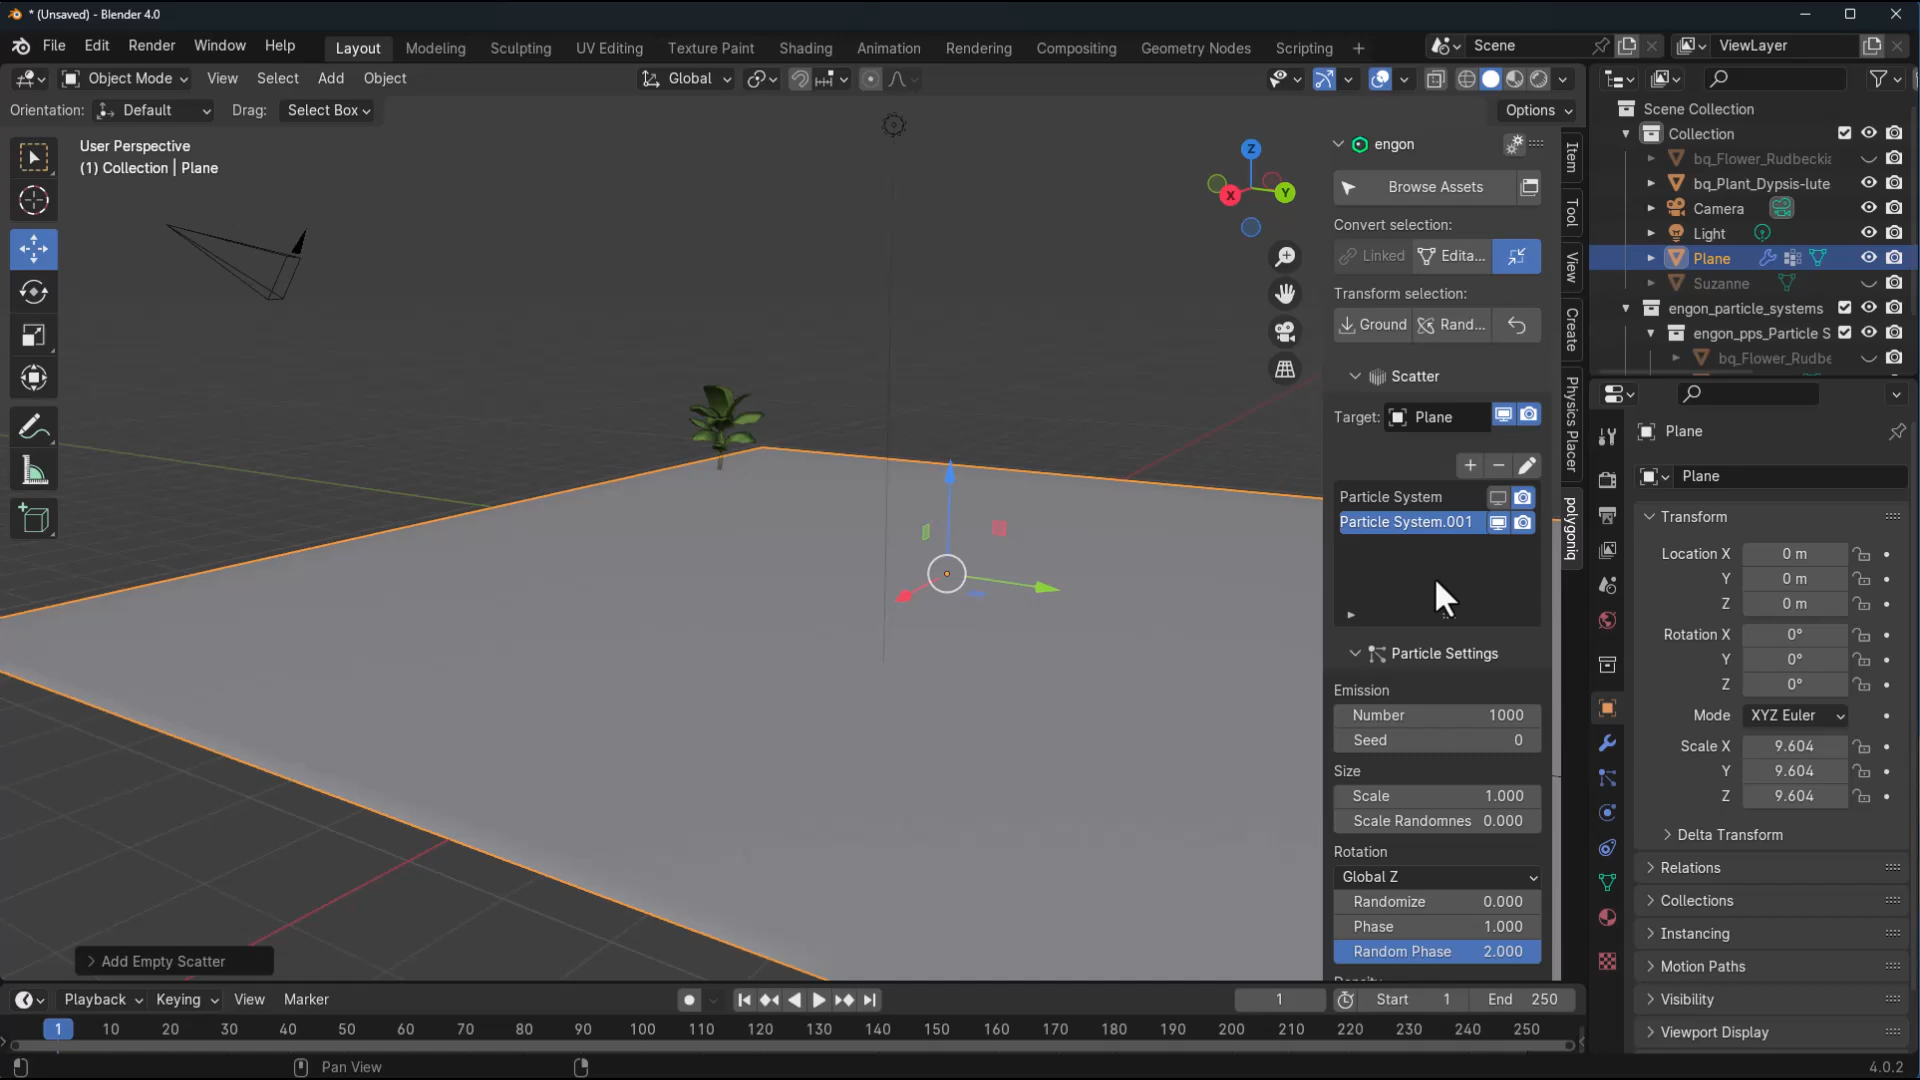 * (Unsaved) - Blender 4.0
File Edit Render Window Help
Layout Modeling Sculpting UV Editing Texture Paint Shading Animation Rendering Compositing Geometry Nodes Scripting
Scene
ViewLayer
Object Mode View Select Add Object
Global
Orientation: Default Drag: Select Box
Options
User Perspective
(1) Collection | Plane
Z
X
Y
engon
Browse Assets
Convert selection:
Linked Edita...
Transform selection:
Ground Rand...
Scatter
Target: Plane
Particle System
Particle System.001
Particle Settings
Emission
Number 1000
Seed 0
Size
Scale 1.000
Scale Randomnes 0.000
Rotation
Global Z
Randomize 0.000
Phase 1.000
Random Phase 2.000
Item
Tool
View
Create
Physics Placer
polygoniq
Scene Collection
Collection
bq_Flower_Rudbeckia
bq_Plant_Dypsis-lute
Camera
Light
Plane
Suzanne
engon_particle_systems
engon_pps_Particle S
bq_Flower_Rudbe
Plane
Plane
Transform
Location X 0 m
Y 0 m
Z 0 m
Rotation X 0°
Y 0°
Z 0°
Mode XYZ Euler
Scale X 9.604
Y 9.604
Z 9.604
Delta Transform
Relations
Collections
Instancing
Motion Paths
Visibility
Viewport Display
Add Empty Scatter
Playback Keying View Marker
1 Start 1 End 250
1 10 20 30 40 50 60 70 80 90 100 110 120 130 140 150 160 170 180 190 200 210 220 230 240 250
Pan View
4.0.2